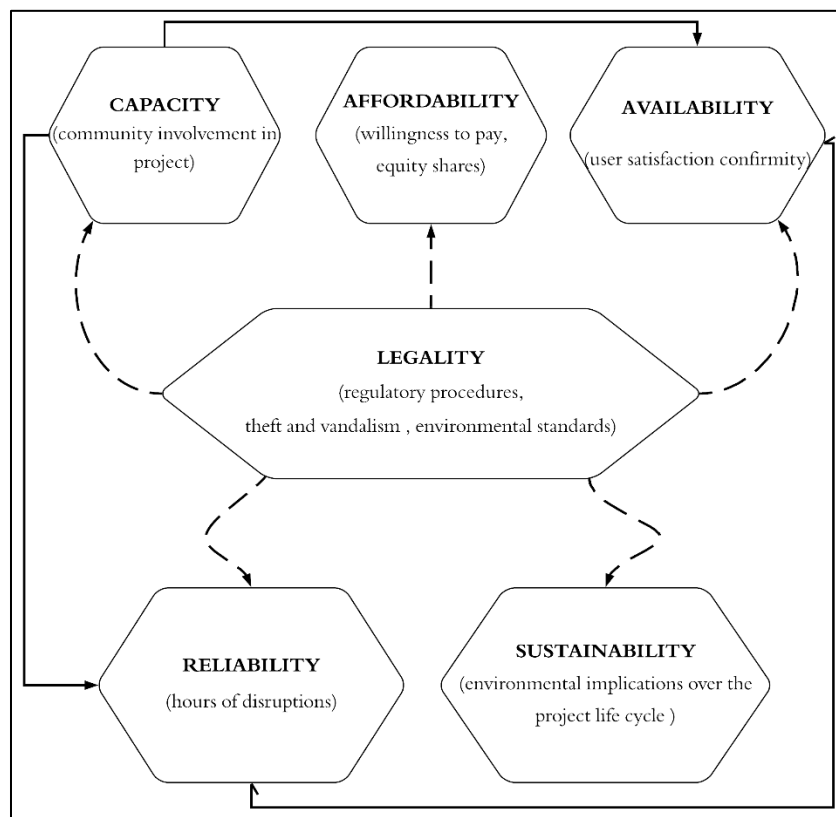 CAPACITY
(community involvement in
project)
AFFORDABILITY
(willingness to pay,
equity shares)
AVAILABILITY
(user satisfaction confirmity)
LEGALITY
(regulatory procedures,
theft and vandalism , environmental standards)
RELIABILITY
(hours of disruptions)
SUSTAINABILITY
(environmental implications over the
project life cycle )